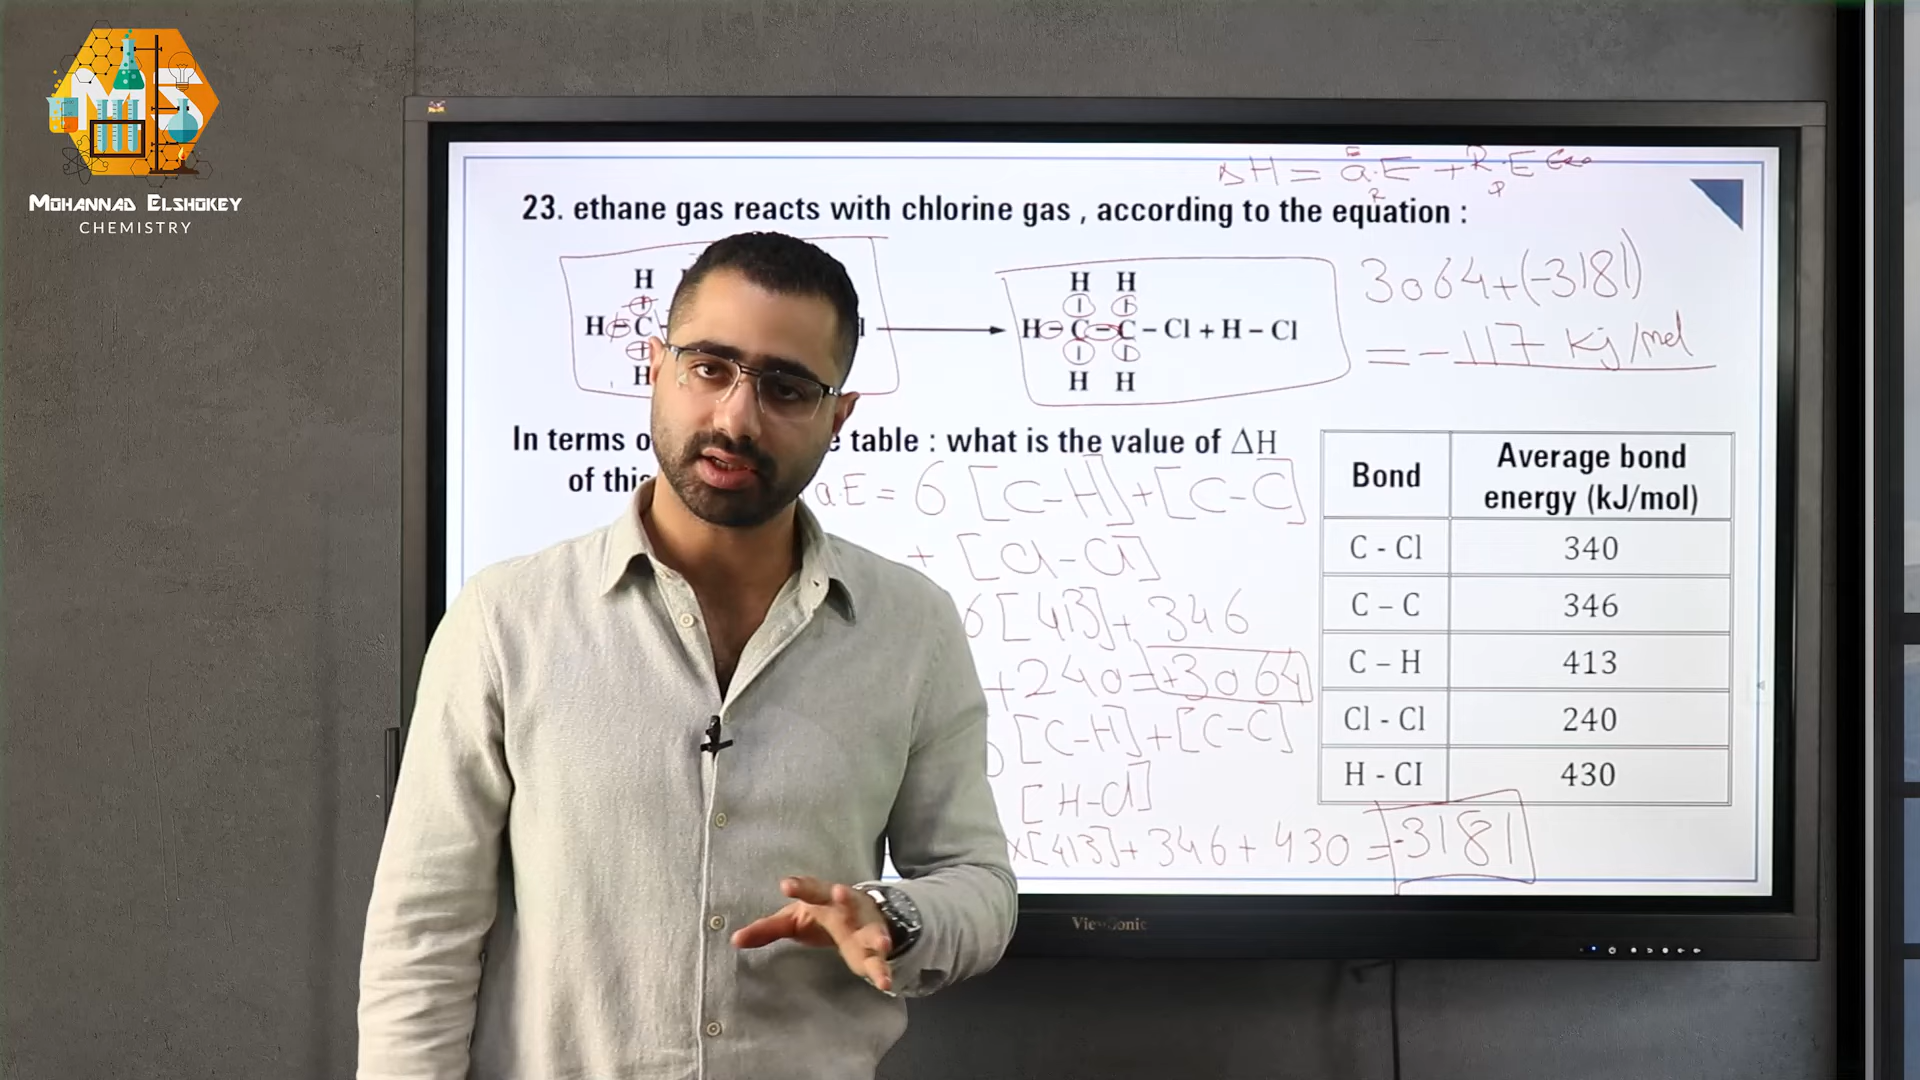 MOHANNAD ELSHOKEY
CHEMISTRY
23. ethane gas reacts with chlorine gas , according to the equation :
H
H – C
H
H H
H – C – C – Cl + H – Cl
H H
3064+(-3181)
= -117 Kj/mol
In terms o
e table : what is the value of ΔH
of this
a.E = 6 [C-H]+[C-C]
+ [Cl-Cl]
6[413]+ 346
+240=+3064
[C-H]+[C-C]
[H-Cl]
x[413]+346+430 =-3181
Bond Average bond energy (kJ/mol)
C - Cl 340
C – C 346
C – H 413
Cl - Cl 240
H - Cl 430
ViewSonic